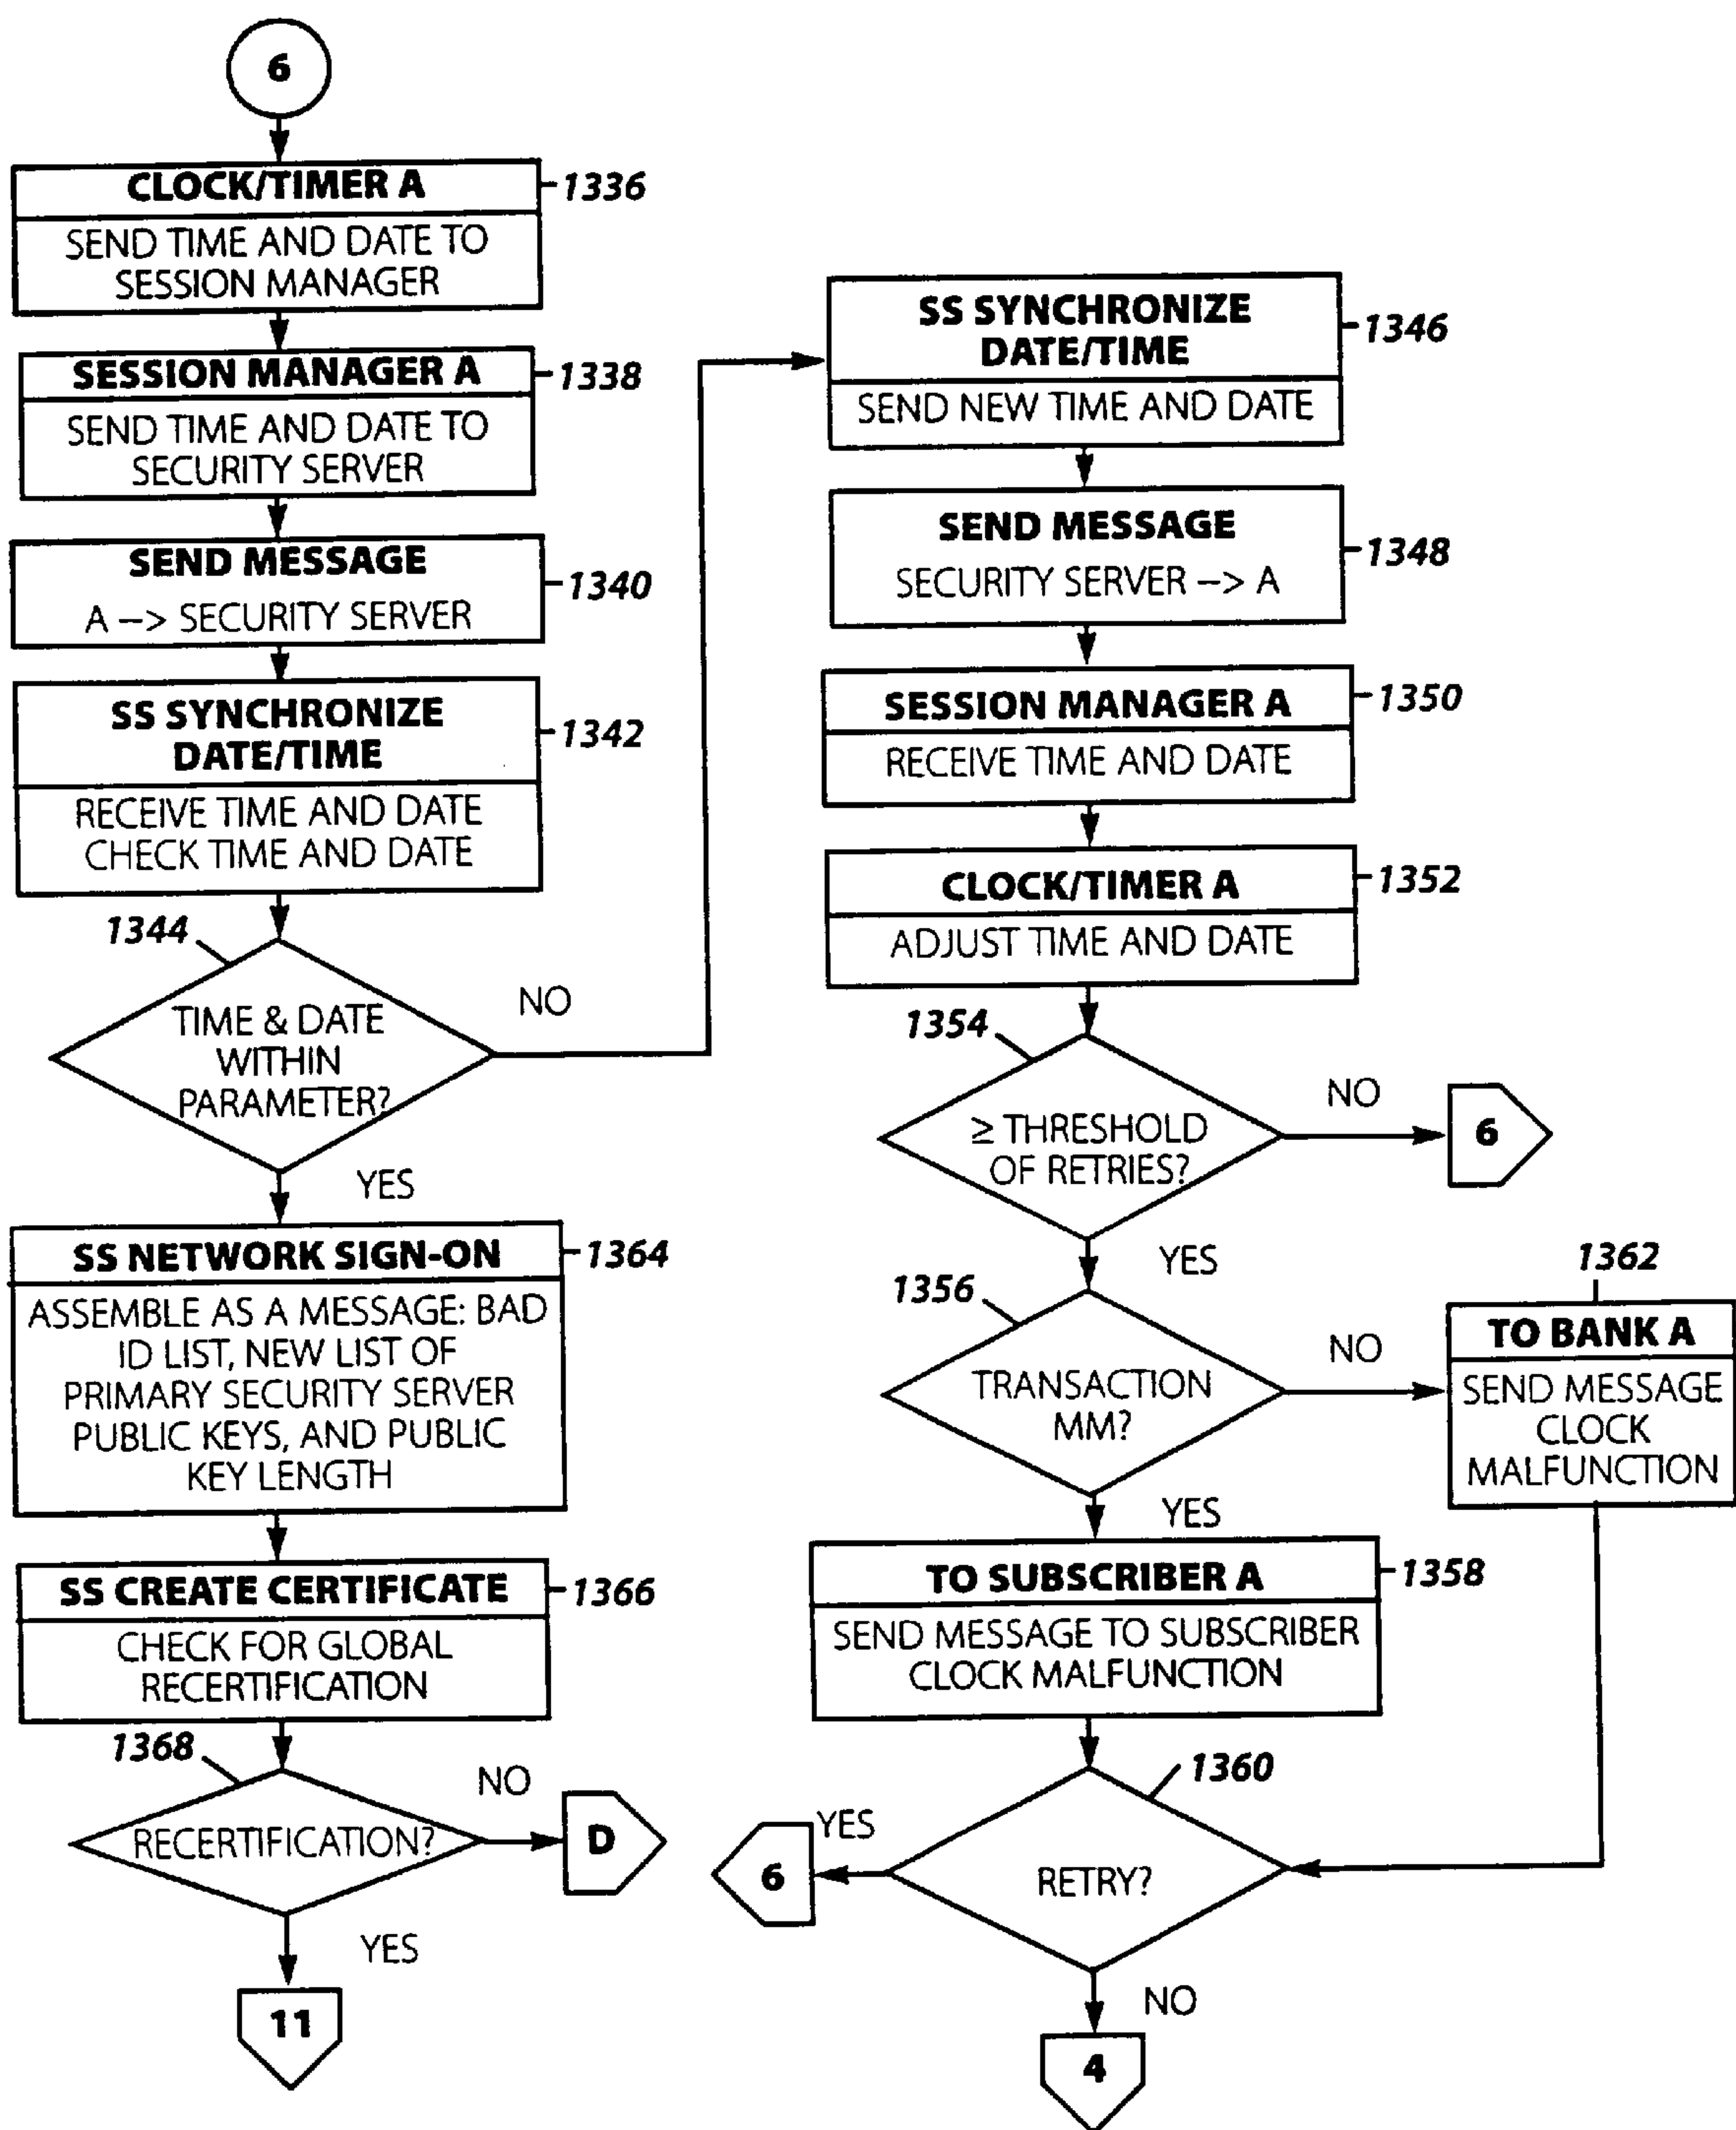 6
CLOCK/TIMER A
1336
SEND TIME AND DATE TO
SESSION MANAGER
SESSION MANAGER A
1338
SEND TIME AND DATE TO
SECURITY SERVER
SEND MESSAGE
1340
A --> SECURITY SERVER
SS SYNCHRONIZE
DATE/TIME
1342
RECEIVE TIME AND DATE
CHECK TIME AND DATE
1344
TIME & DATE
WITHIN
PARAMETER?
NO
YES
SS NETWORK SIGN-ON
1364
ASSEMBLE AS A MESSAGE: BAD
ID LIST, NEW LIST OF
PRIMARY SECURITY SERVER
PUBLIC KEYS, AND PUBLIC
KEY LENGTH
SS CREATE CERTIFICATE
1366
CHECK FOR GLOBAL
RECERTIFICATION
1368
RECERTIFICATION?
NO
D
YES
11
SS SYNCHRONIZE
DATE/TIME
1346
SEND NEW TIME AND DATE
SEND MESSAGE
1348
SECURITY SERVER --> A
SESSION MANAGER A
1350
RECEIVE TIME AND DATE
CLOCK/TIMER A
1352
ADJUST TIME AND DATE
1354
≥ THRESHOLD
OF RETRIES?
NO
6
YES
1356
TRANSACTION
MM?
NO
1362
TO BANK A
SEND MESSAGE
CLOCK
MALFUNCTION
YES
TO SUBSCRIBER A
1358
SEND MESSAGE TO SUBSCRIBER
CLOCK MALFUNCTION
1360
RETRY?
YES
6
NO
4